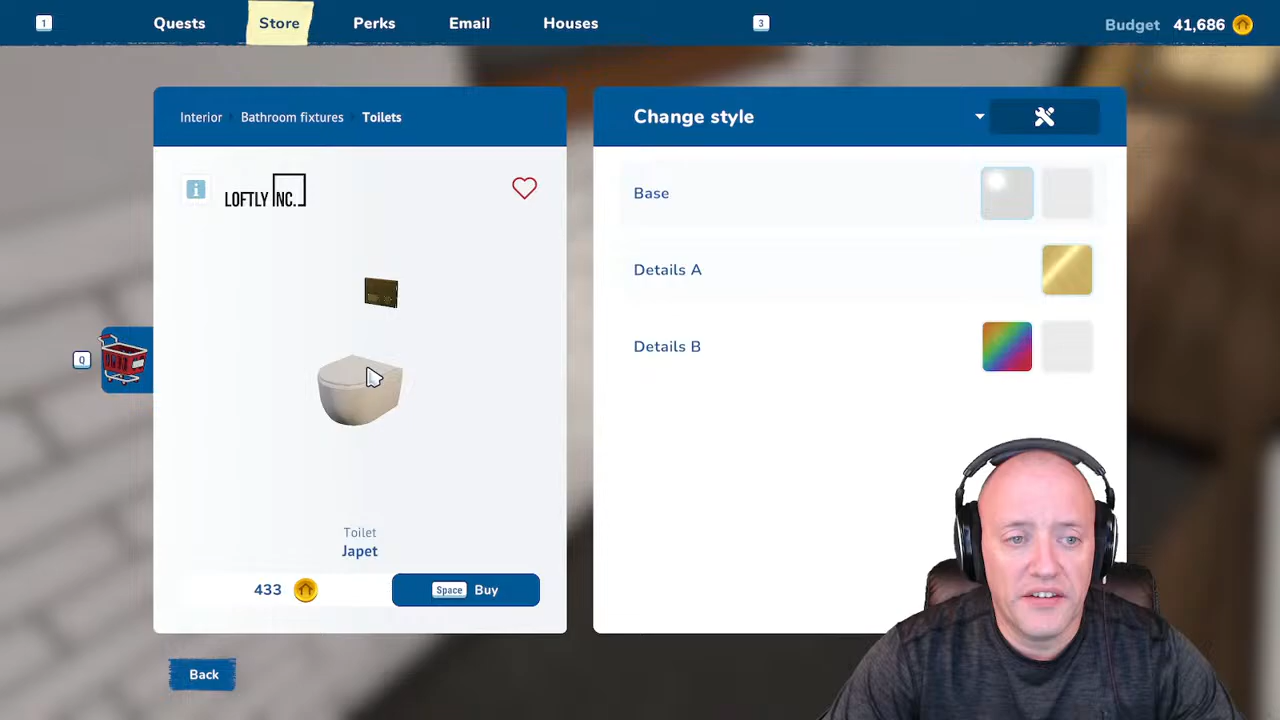 1
Quests
Store
Perks
Email
Houses
3
Budget 41,686
Interior Bathroom fixtures Toilets
i
LOFTLY INC.
Q
Toilet
Japet
433
Space Buy
Back
Change style
Base
Details A
Details B